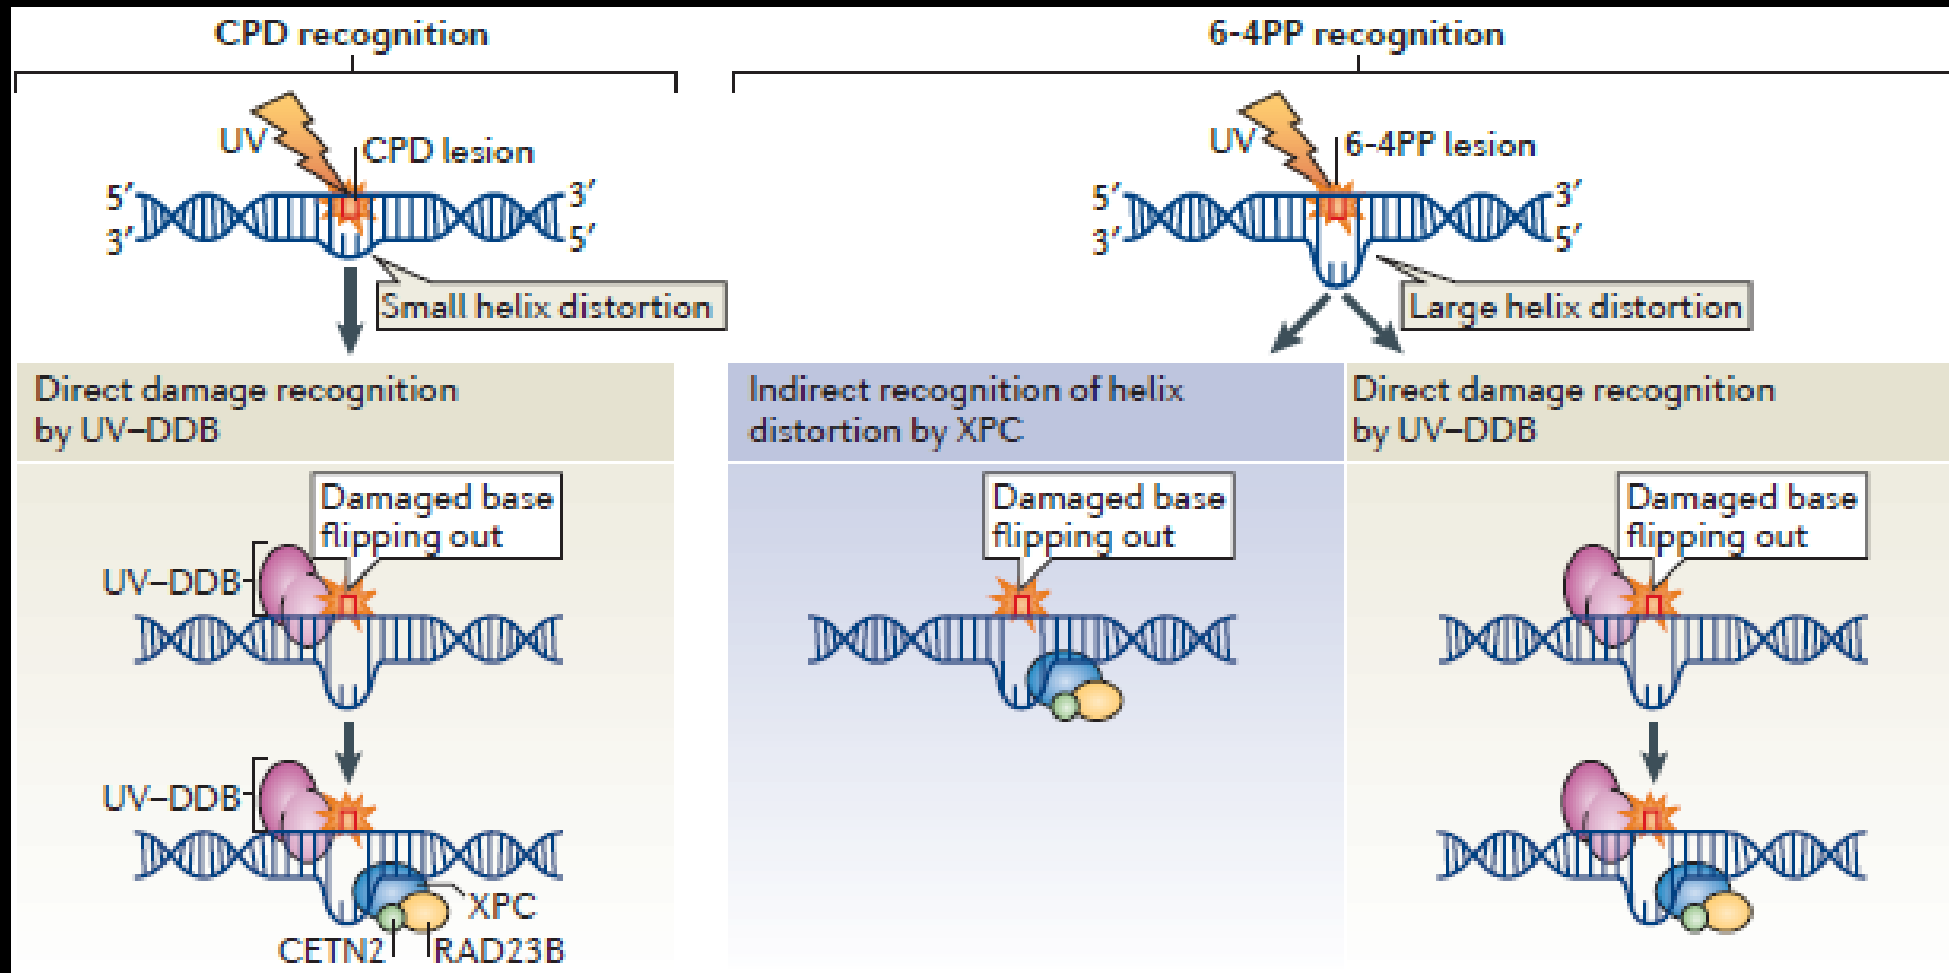 CPD recognition
UV
CPD lesion
5′
3′
3′
5′
Small helix distortion
Direct damage recognition
by UV–DDB
Damaged base
flipping out
UV–DDB
UV–DDB
XPC
CETN2
RAD23B
6-4PP recognition
UV
6-4PP lesion
5′
3′
3′
5′
Large helix distortion
Indirect recognition of helix
distortion by XPC
Damaged base
flipping out
Direct damage recognition
by UV–DDB
Damaged base
flipping out